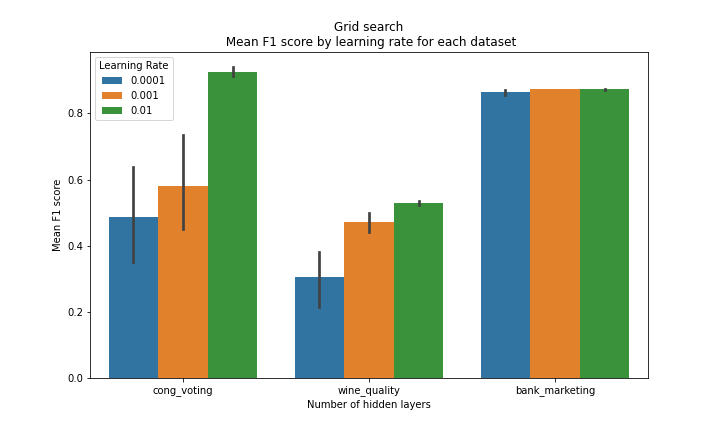 Grid search
Mean F1 score by learning rate for each dataset
Learning Rate
0.0001
0.001
0.01
Mean F1 score
0.8
0.6
0.4
0.2
0.0
cong_voting
wine_quality
bank_marketing
Number of hidden layers